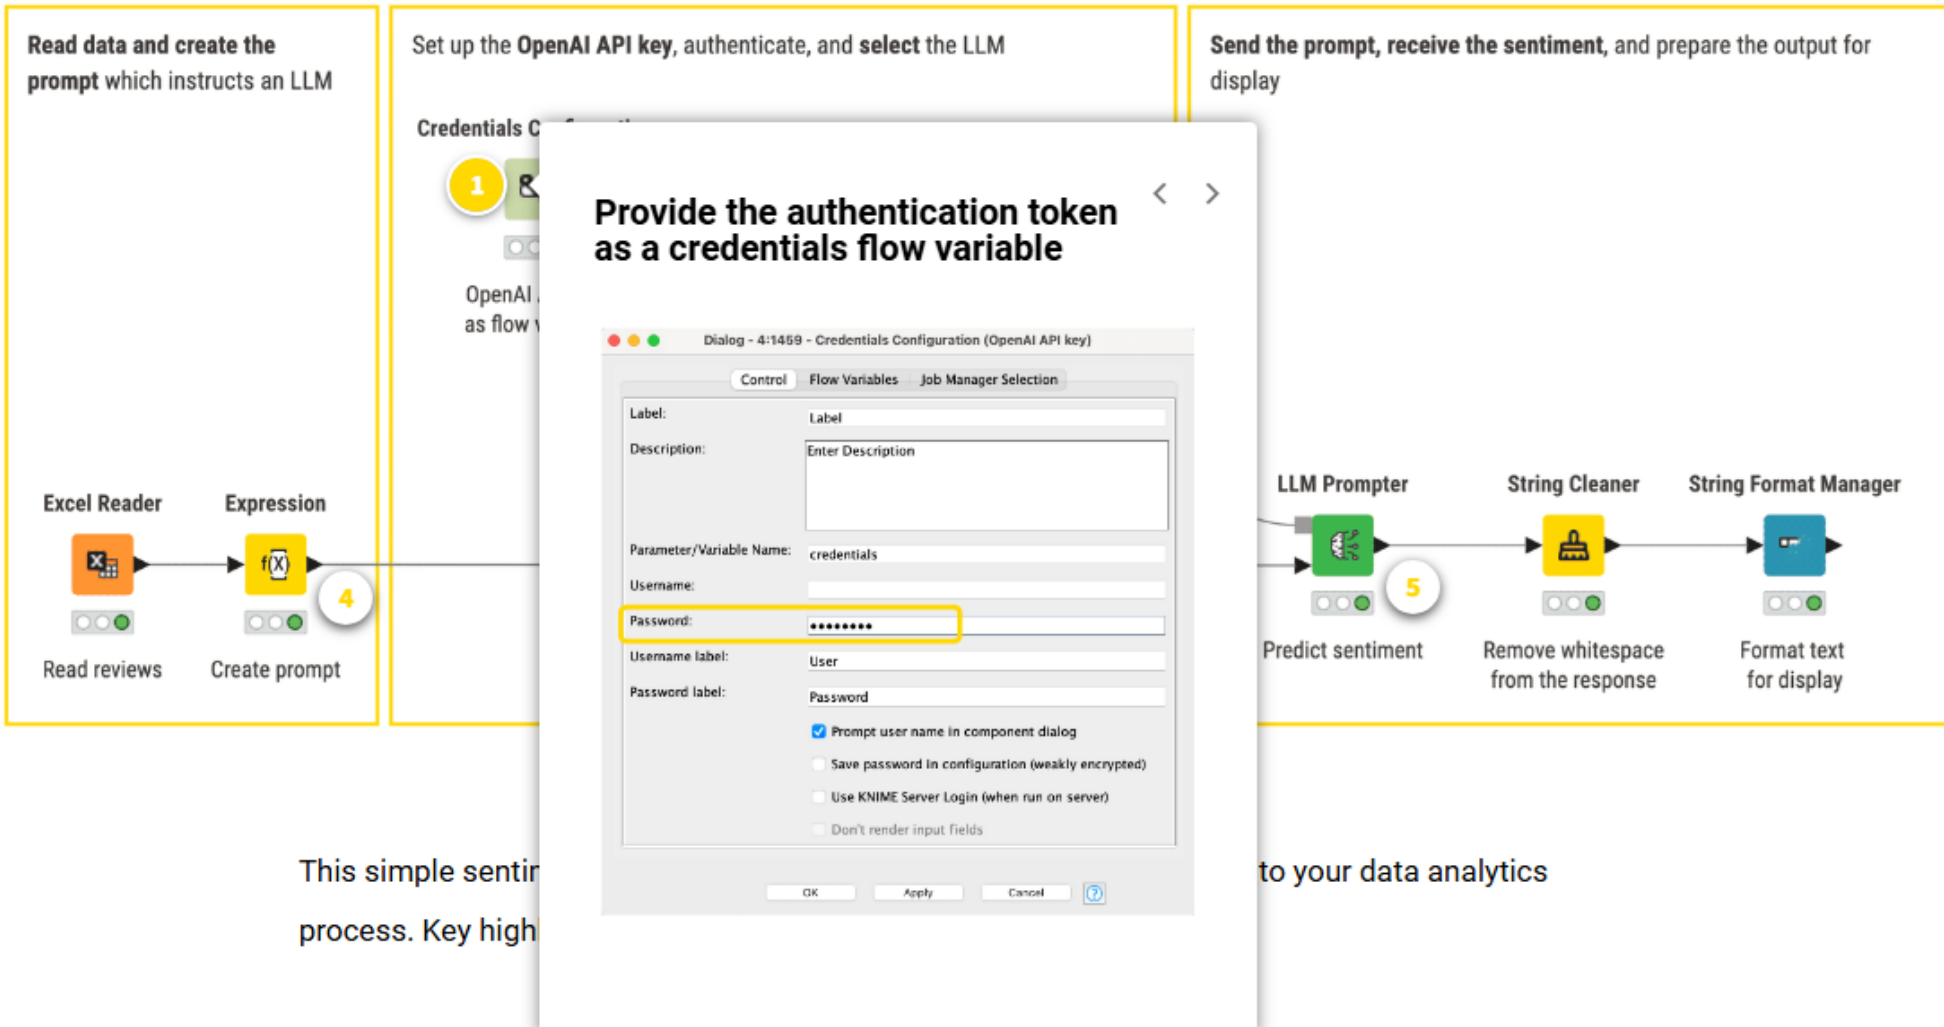 Read data and create the
prompt which instructs an LLM
Set up the OpenAI API key, authenticate, and select the LLM
Send the prompt, receive the sentiment, and prepare the output for
display
Credentials
1
OpenAI
as flow
Excel Reader
Expression
f(X)
4
Read reviews
Create prompt
Provide the authentication token
as a credentials flow variable
Dialog - 4:1459 - Credentials Configuration (OpenAI API key)
Control Flow Variables Job Manager Selection
Label: Label
Description: Enter Description
Parameter/Variable Name: credentials
Username:
Password: ••••••••
Username label: User
Password label: Password
Prompt user name in component dialog
Save password in configuration (weakly encrypted)
Use KNIME Server Login (when run on server)
Don't render input fields
OK Apply Cancel ?
LLM Prompter
String Cleaner
String Format Manager
5
Predict sentiment
Remove whitespace
from the response
Format text
for display
This simple to your data analytics
process. Key